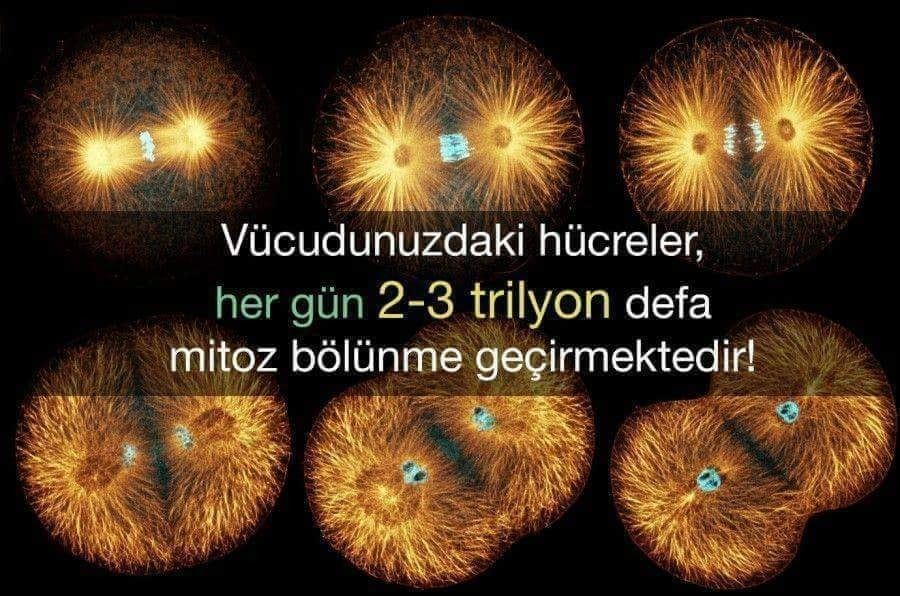 Vücudunuzdaki hücreler,
her gün 2-3 trilyon defa
mitoz bölünme geçirmektedir!